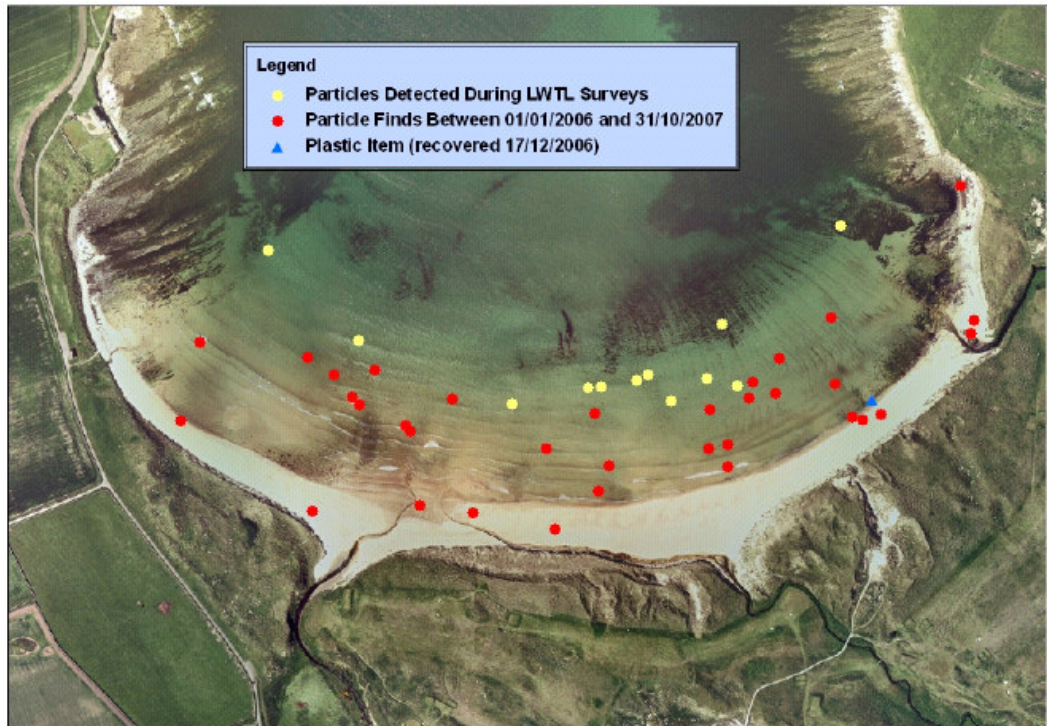 Legend
Particles Detected During LWTL Surveys
Particle Finds Between 01/01/2006 and 31/10/2007
Plastic Item (recovered 17/12/2006)